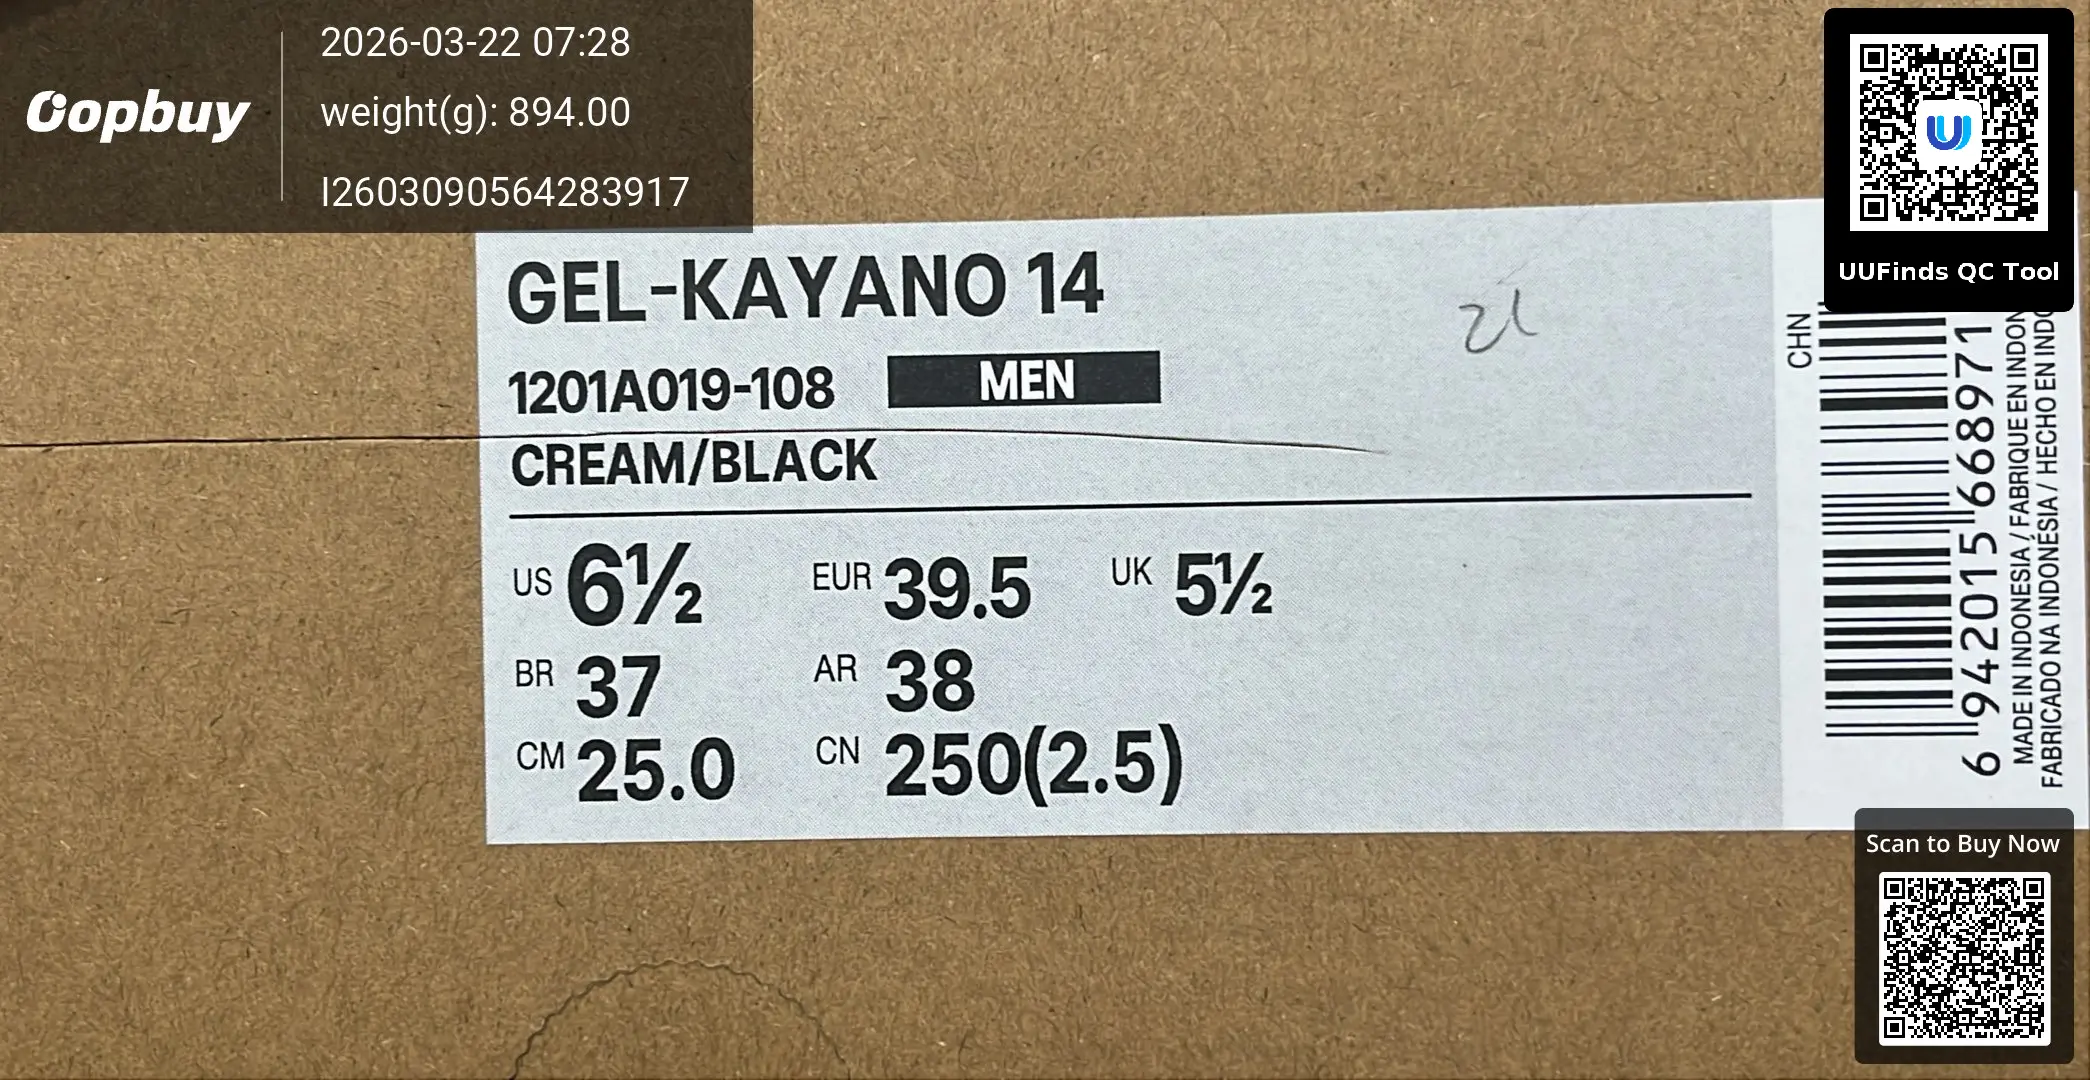 Oopbuy
2026-03-22 07:28
weight(g): 894.00
I2603090564283917
UUFinds QC Tool
GEL-KAYANO 14
1201A019-108
MEN
CREAM/BLACK
US 6½ EUR 39.5 UK 5½
BR 37 AR 38
CM 25.0 CN 250(2.5)
21
CHN
6 942015 668971
MADE IN INDONESIA / FABRIQUE EN INDON
FABRICADO NA INDONÉSIA / HECHO EN INDO
Scan to Buy Now